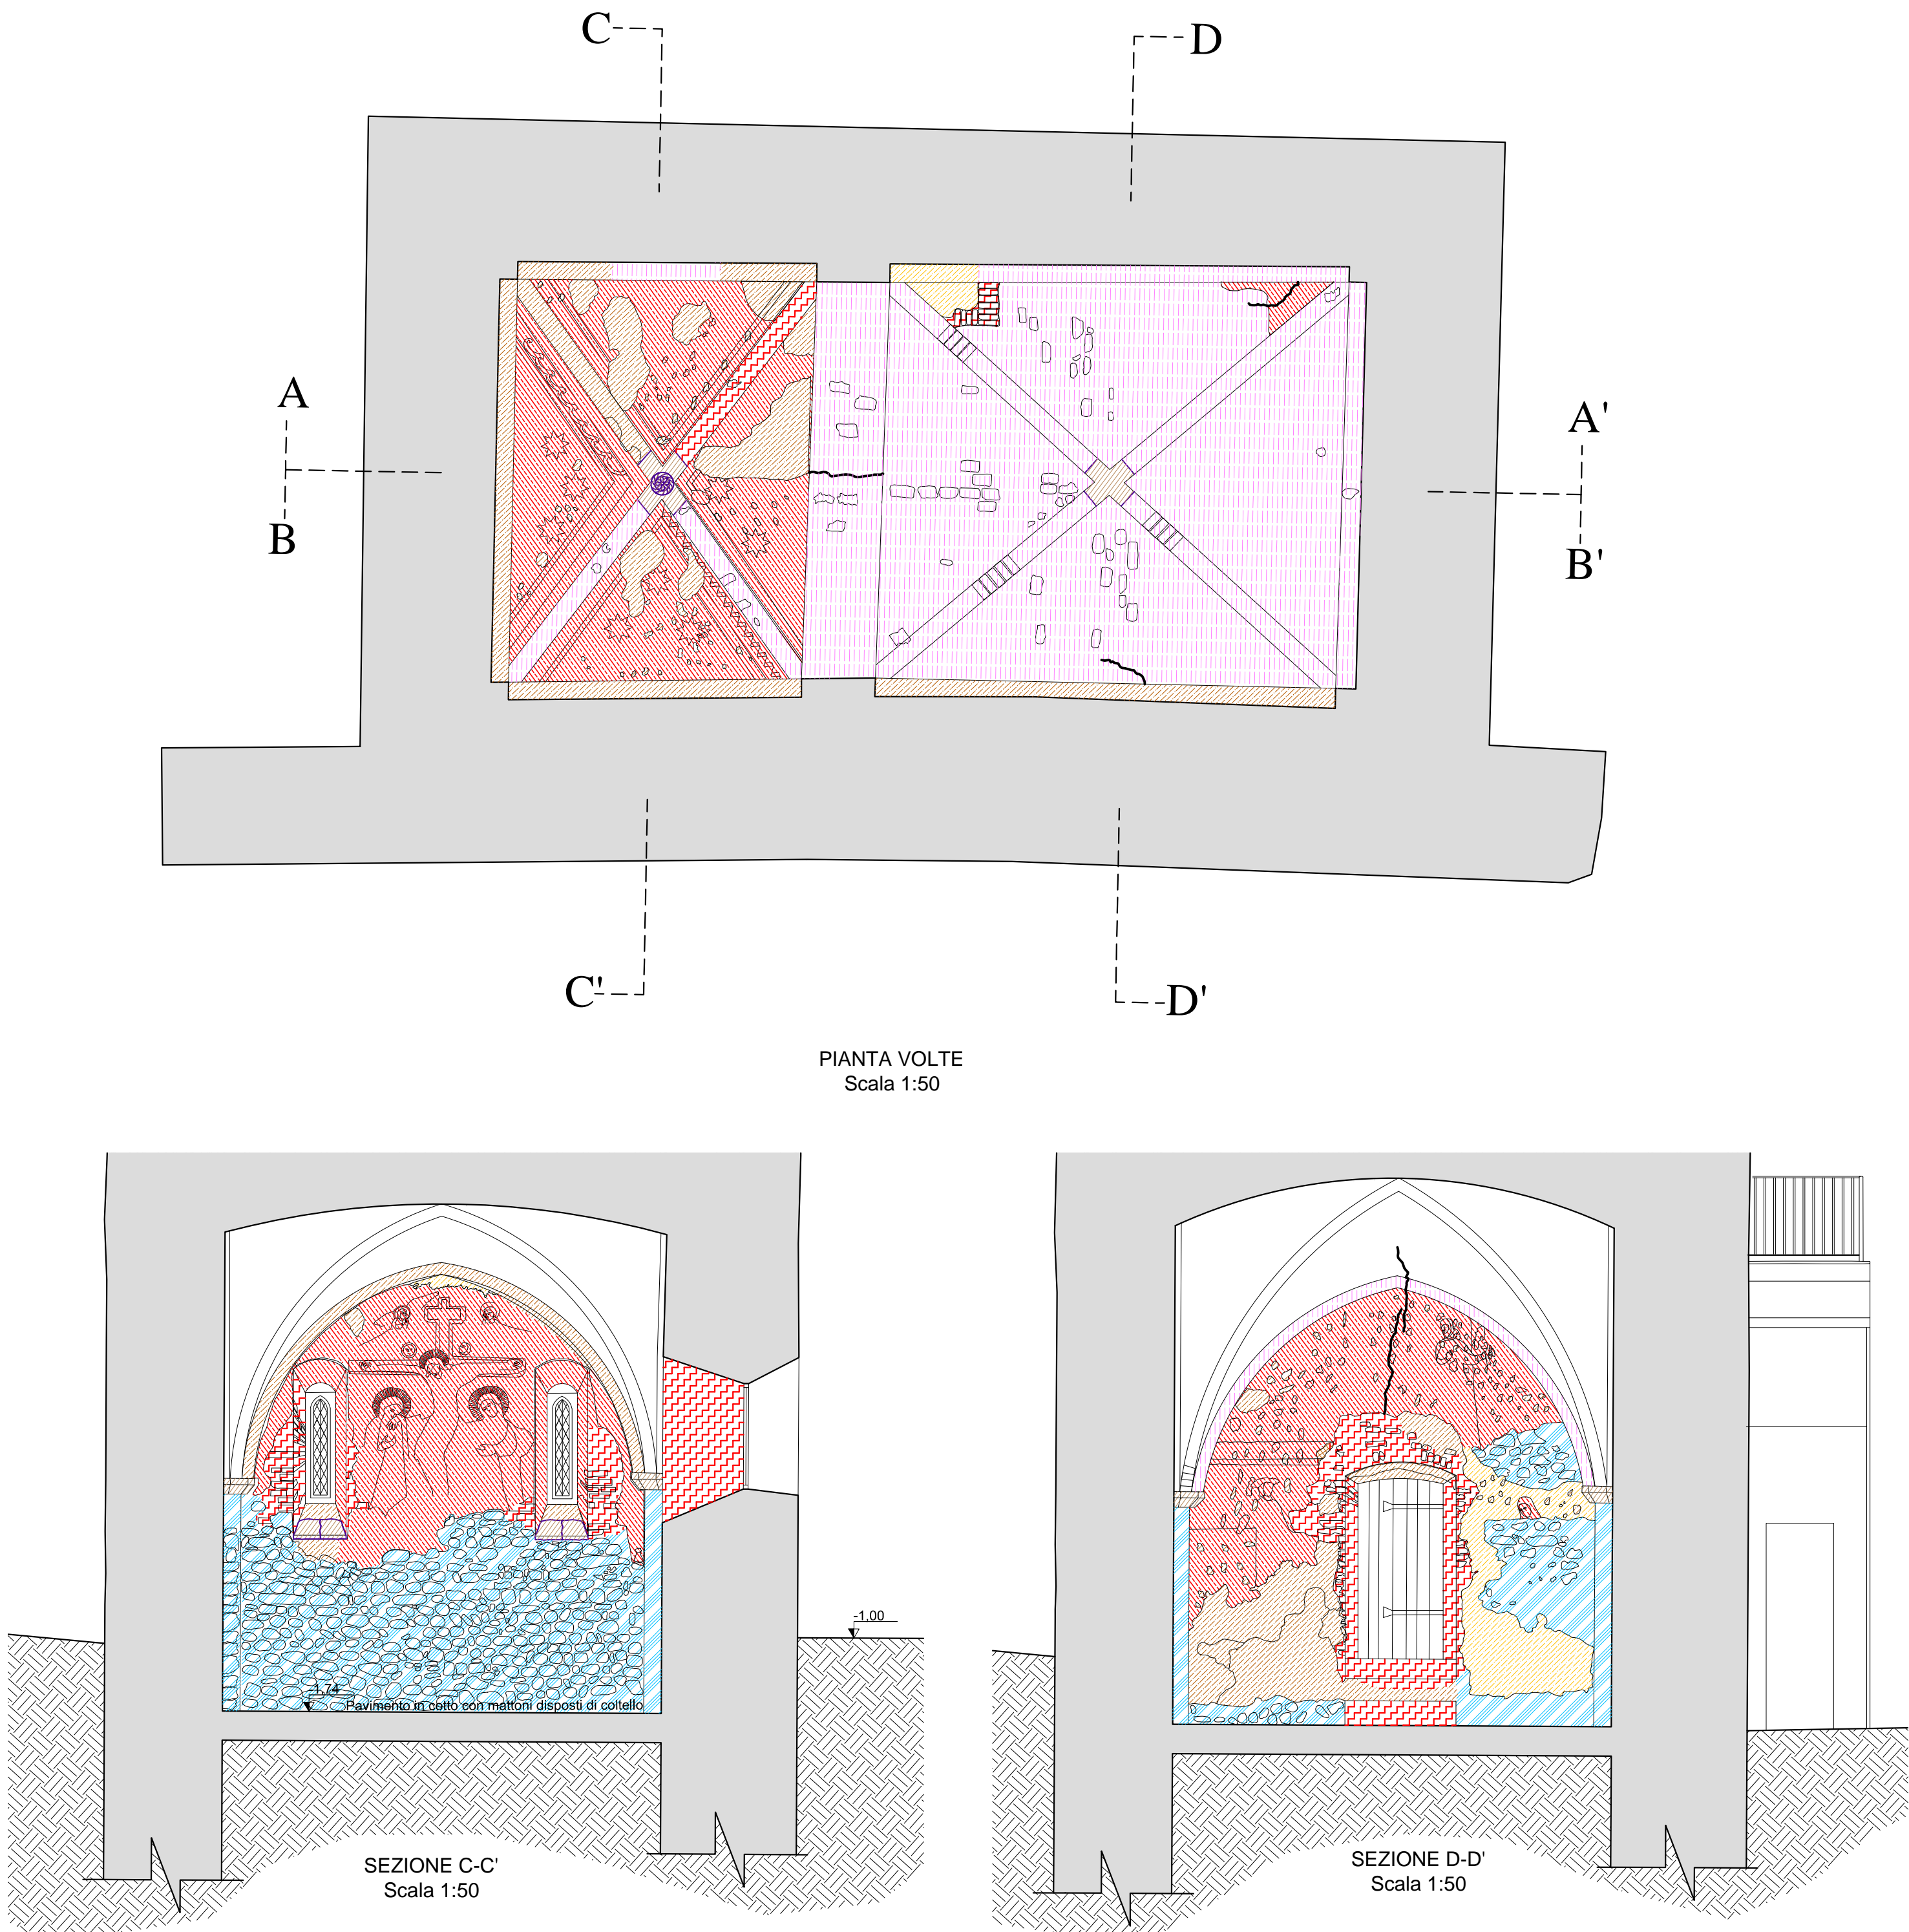 C
D
A
A'
B
B'
C'
D'
PIANTA VOLTE
Scala 1:50
-1,00
-1,74
Pavimento in cotto con mattoni disposti di coltello
SEZIONE C-C'
Scala 1:50
SEZIONE D-D'
Scala 1:50